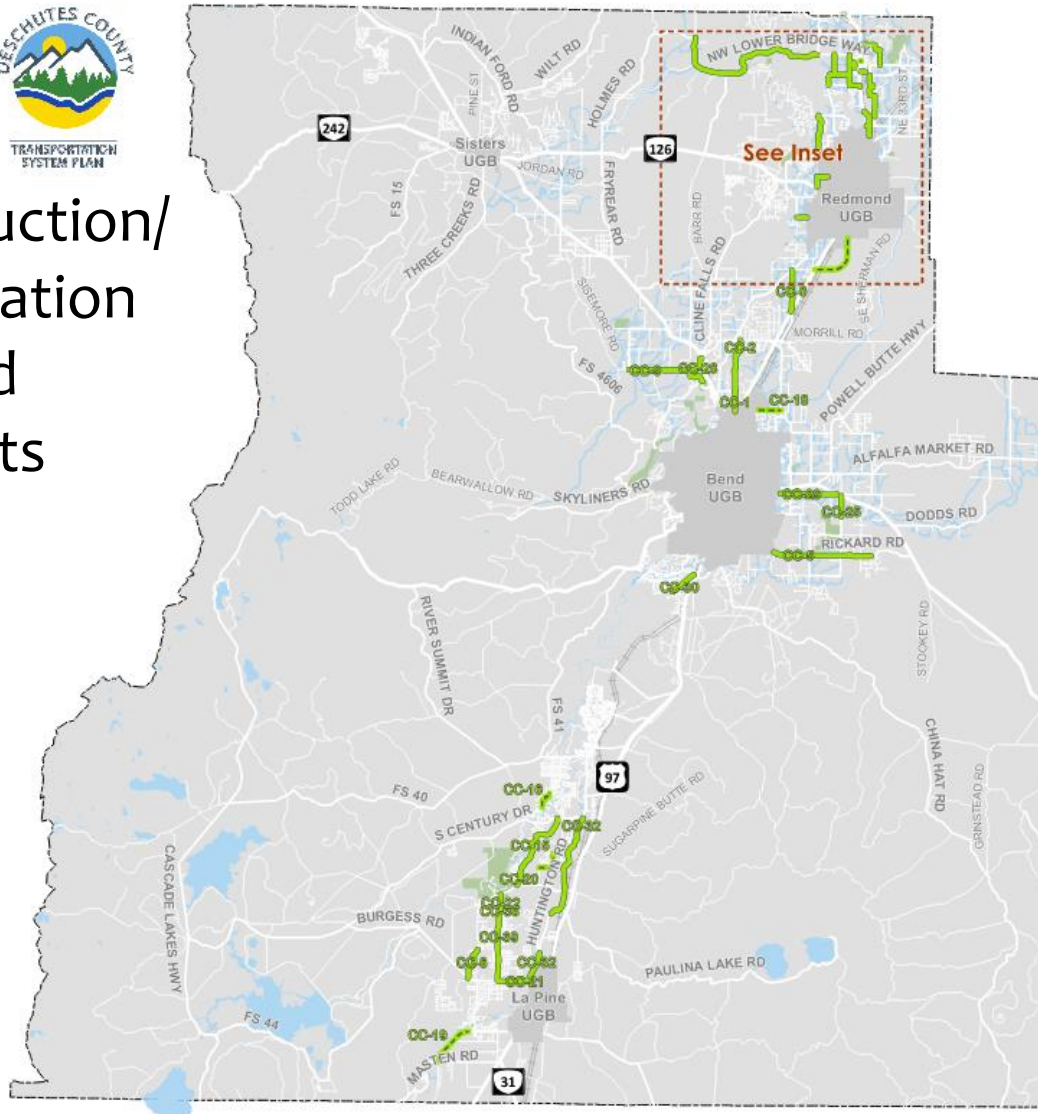 DESCHUTES COUNTY
TRANSPORTATION
SYSTEM PLAN
uction/
ation
d
ts
INDIAN FORD RD
PINE ST
WILT RD
HOLMES RD
NW LOWER BRIDGE WAY
NE 33RD ST
242
Sisters
UGB
126
See Inset
JORDAN RD
FS 15
THREE CREEKS RD
FRYREAR RD
BARR RD
Redmond
UGB
CLINE FALLS RD
SE SHERMAN RD
SISEMORE RD
MORRILL RD
CC-2
FS 4606
POWELL BUTTE HWY
CC-1
ALFALFA MARKET RD
TODD LAKE RD
BEARWALLOW RD
SKYLINERS RD
Bend
UGB
DODDS RD
RICKARD RD
RIVER SUMMIT DR
STOOKEY RD
FS 41
CHINA HAT RD
GRINSTEAD RD
97
FS 40
SUGARPINE BUTTE RD
S CENTURY DR
CC-15
CC-20
CASCADE LAKES HWY
HUNTINGTON RD
BURGESS RD
CC-21
PAULINA LAKE RD
La Pine
UGB
FS 44
CC-19
MASTEN RD
31